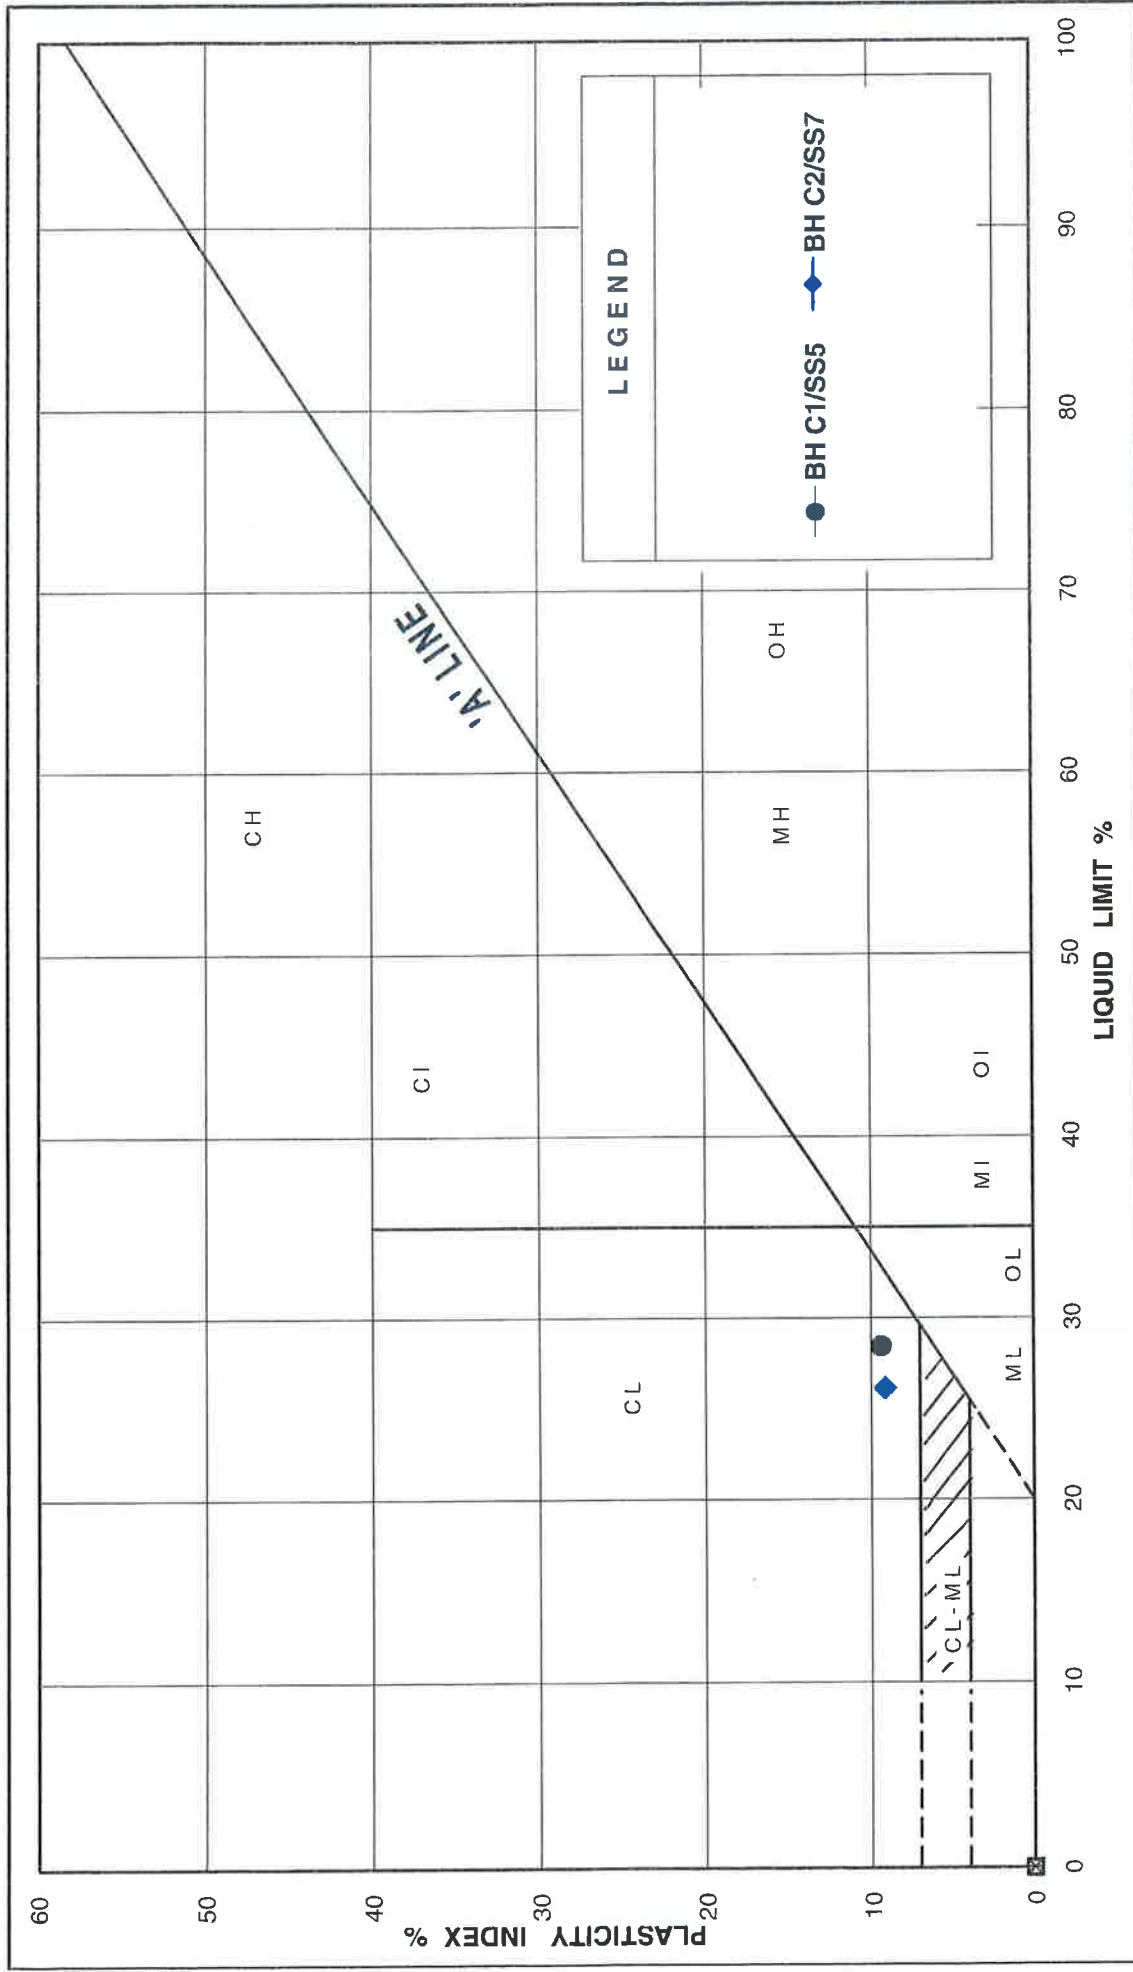 60
50
40
30
20
10
0
PLASTICITY INDEX %
CH
CI
CL
'A' LINE
CL-ML
ML
OL
MI
OI
MH
OH
LEGEND
BH C1/SS5
BH C2/SS7
0
10
20
30
40
50
60
70
80
90
100
LIQUID LIMIT %